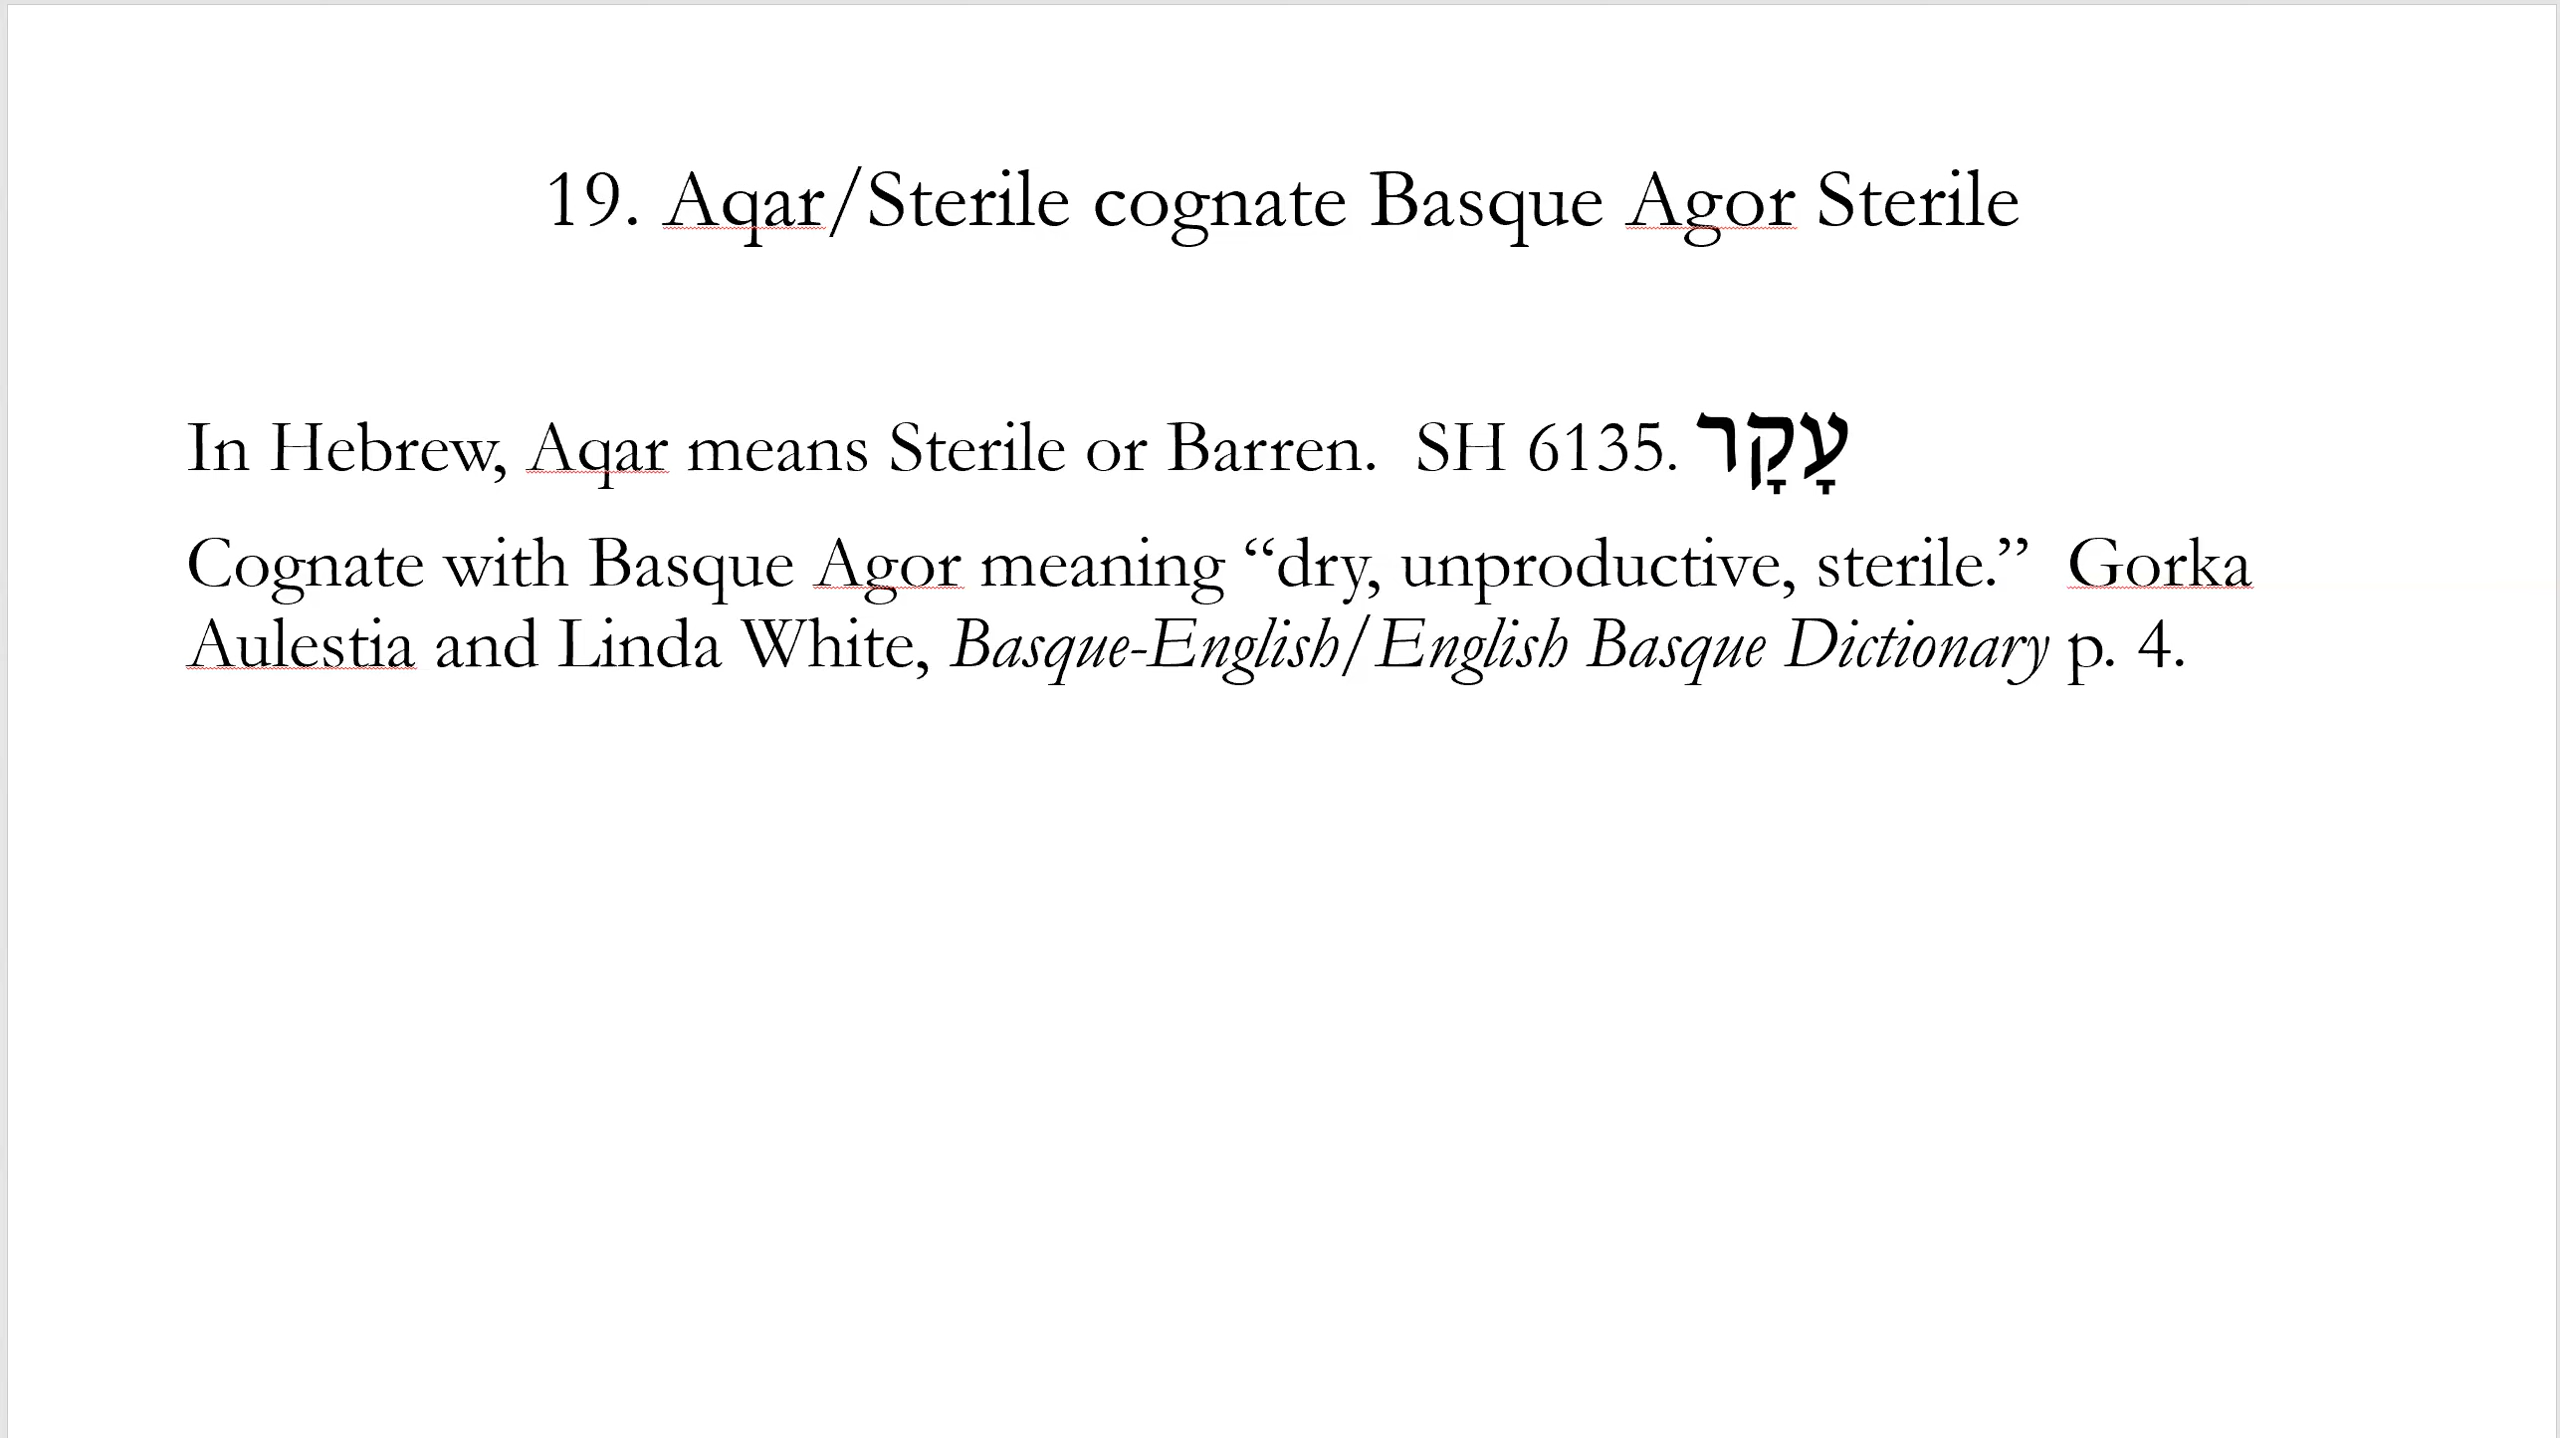 19. Aqar/Sterile cognate Basque Agor Sterile
In Hebrew, Aqar means Sterile or Barren.  SH 6135. עָקָר
Cognate with Basque Agor meaning “dry, unproductive, sterile.”  Gorka
Aulestia and Linda White, Basque-English/English Basque Dictionary p. 4.